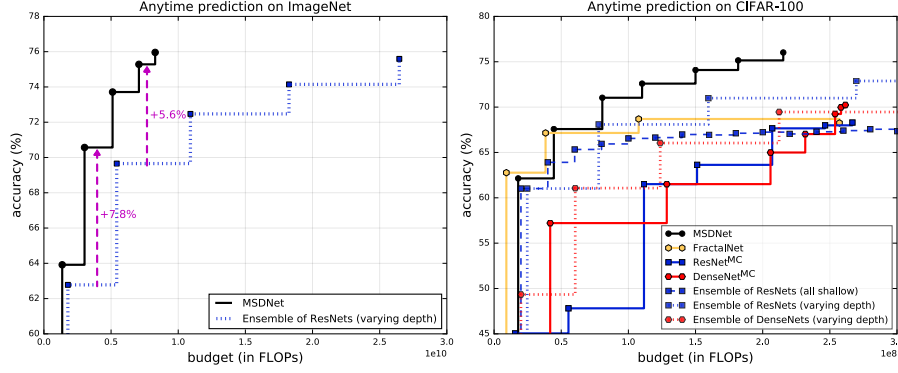 Anytime prediction on ImageNet
76
74
72
70
68
66
64
62
60
accuracy (%)
+5.6%
+7.8%
MSDNet
Ensemble of ResNets (varying depth)
0.0 0.5 1.0 1.5 2.0 2.5 3.0
1e10
budget (in FLOPs)
Anytime prediction on CIFAR-100
80
75
70
65
60
55
50
45
accuracy (%)
MSDNet
FractalNet
ResNet^MC
DenseNet^MC
Ensemble of ResNets (all shallow)
Ensemble of ResNets (varying depth)
Ensemble of DenseNets (varying depth)
0.0 0.5 1.0 1.5 2.0 2.5 3.0
1e8
budget (in FLOPs)